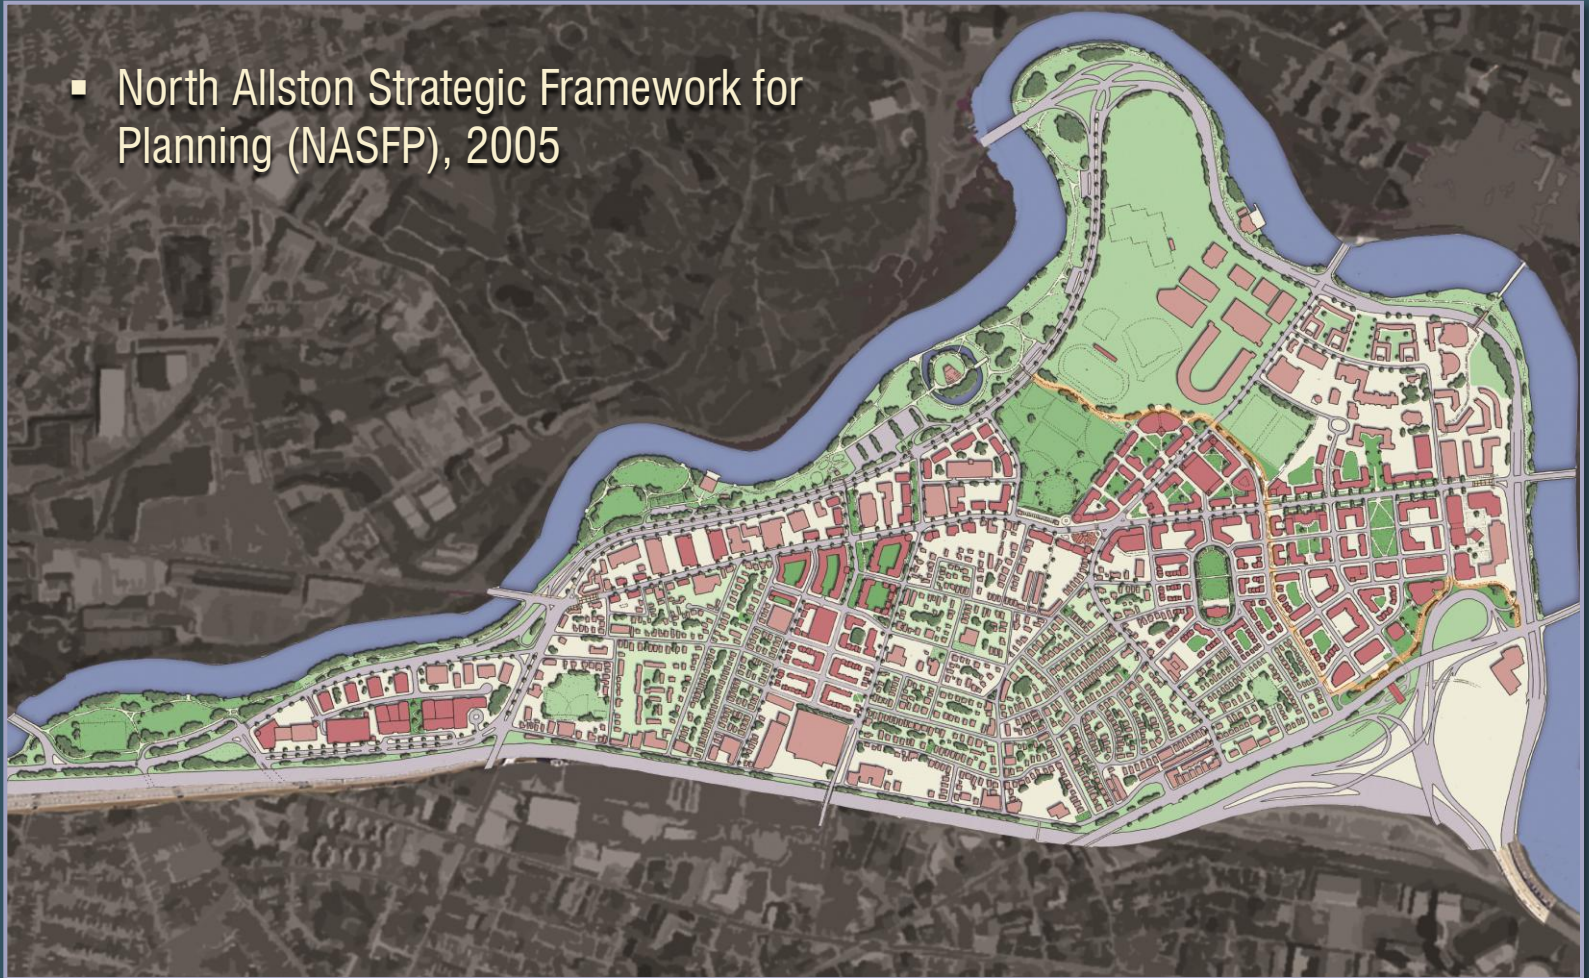 ▪ North Allston Strategic Framework for
Planning (NASFP), 2005